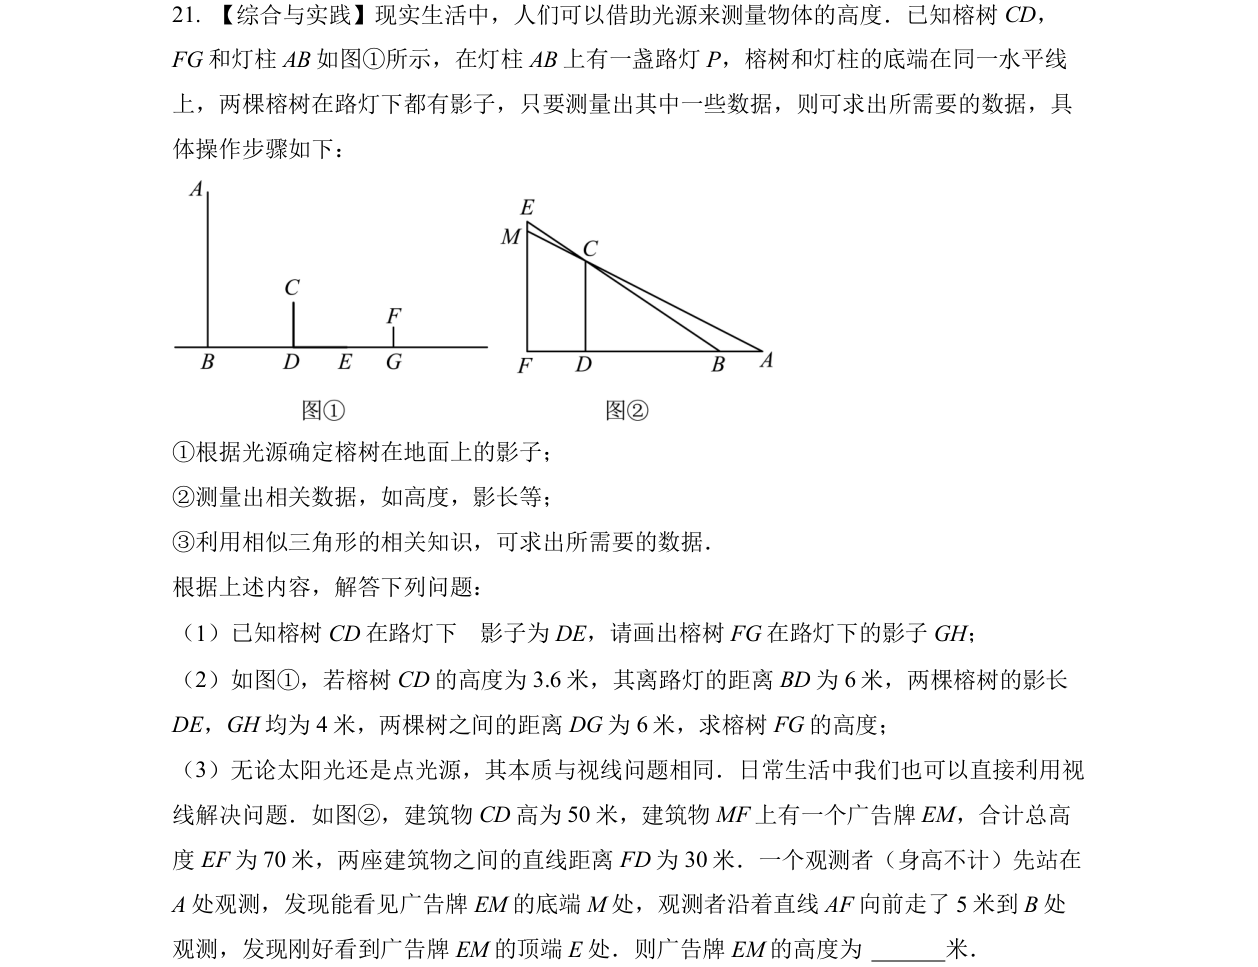 21. 【综合与实践】现实生活中，人们可以借助光源来测量物体的高度．已知榕树 CD，
FG 和灯柱 AB 如图①所示，在灯柱 AB 上有一盏路灯 P，榕树和灯柱的底端在同一水平线
上，两棵榕树在路灯下都有影子，只要测量出其中一些数据，则可求出所需要的数据，具
体操作步骤如下：
A
C
F
B D E G
图①
E
M
C
F D B A
图②
①根据光源确定榕树在地面上的影子；
②测量出相关数据，如高度，影长等；
③利用相似三角形的相关知识，可求出所需要的数据．
根据上述内容，解答下列问题：
（1）已知榕树 CD 在路灯下 影子为 DE，请画出榕树 FG 在路灯下的影子 GH；
（2）如图①，若榕树 CD 的高度为 3.6 米，其离路灯的距离 BD 为 6 米，两棵榕树的影长
DE，GH 均为 4 米，两棵树之间的距离 DG 为 6 米，求榕树 FG 的高度；
（3）无论太阳光还是点光源，其本质与视线问题相同．日常生活中我们也可以直接利用视
线解决问题．如图②，建筑物 CD 高为 50 米，建筑物 MF 上有一个广告牌 EM，合计总高
度 EF 为 70 米，两座建筑物之间的直线距离 FD 为 30 米．一个观测者（身高不计）先站在
A 处观测，发现能看见广告牌 EM 的底端 M 处，观测者沿着直线 AF 向前走了 5 米到 B 处
观测，发现刚好看到广告牌 EM 的顶端 E 处．则广告牌 EM 的高度为 ______米．